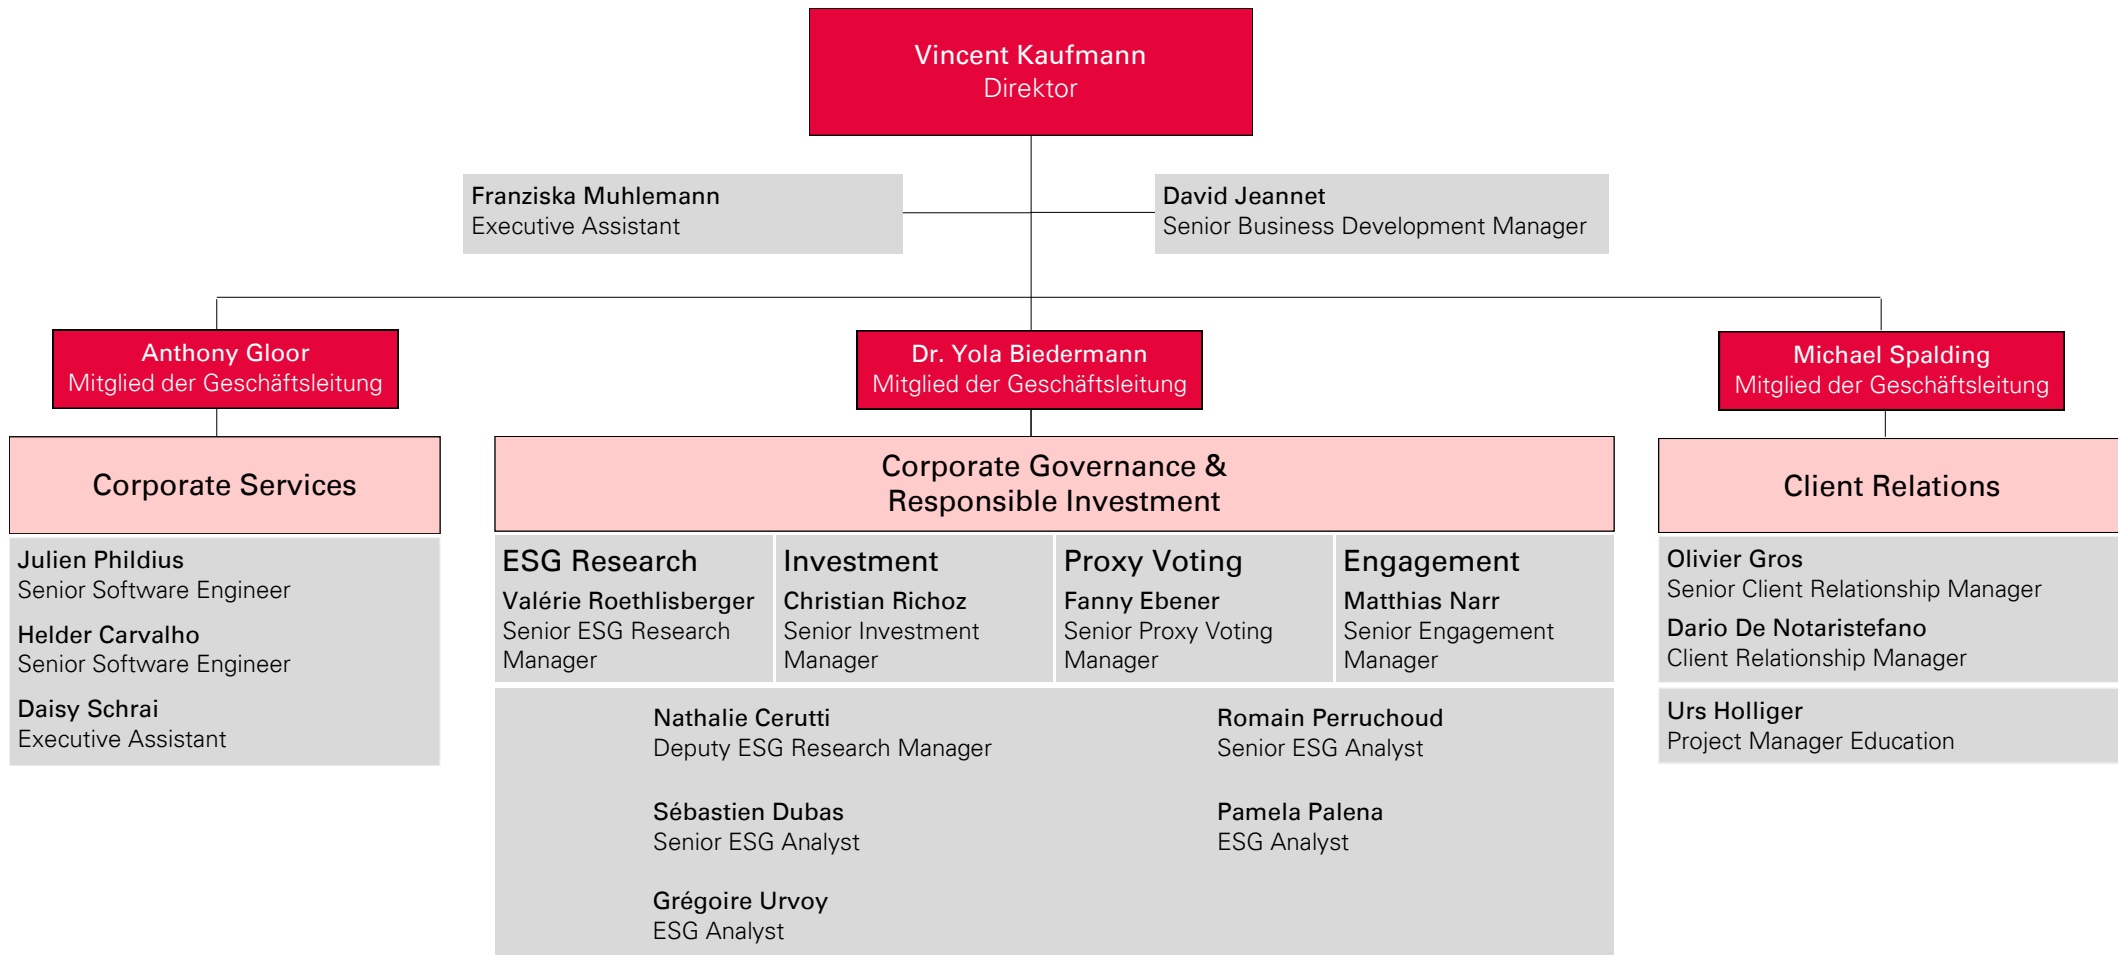 Vincent Kaufmann
Direktor
Franziska Muhlemann
Executive Assistant
David Jeannet
Senior Business Development Manager
Anthony Gloor
Mitglied der Geschäftsleitung
Dr. Yola Biedermann
Mitglied der Geschäftsleitung
Michael Spalding
Mitglied der Geschäftsleitung
Corporate Services
Julien Phildius
Senior Software Engineer
Helder Carvalho
Senior Software Engineer
Daisy Schrai
Executive Assistant
Corporate Governance &
Responsible Investment
ESG Research
Valérie Roethlisberger
Senior ESG Research
Manager
Investment
Christian Richoz
Senior Investment
Manager
Proxy Voting
Fanny Ebener
Senior Proxy Voting
Manager
Engagement
Matthias Narr
Senior Engagement
Manager
Nathalie Cerutti
Deputy ESG Research Manager
Sébastien Dubas
Senior ESG Analyst
Grégoire Urvoy
ESG Analyst
Romain Perruchoud
Senior ESG Analyst
Pamela Palena
ESG Analyst
Client Relations
Olivier Gros
Senior Client Relationship Manager
Dario De Notaristefano
Client Relationship Manager
Urs Holliger
Project Manager Education